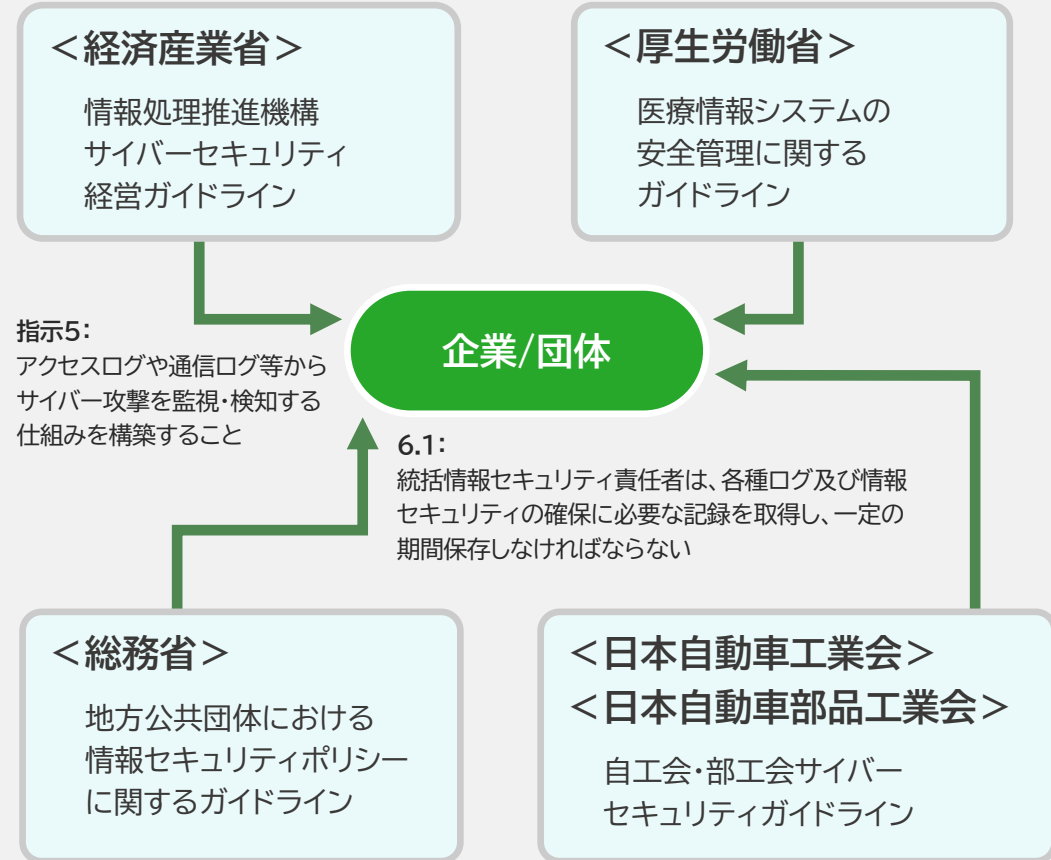 ＜経済産業省＞
情報処理推進機構
サイバーセキュリティ
経営ガイドライン
＜厚生労働省＞
医療情報システムの
安全管理に関する
ガイドライン
企業/団体
指示5：
アクセスログや通信ログ等から
サイバー攻撃を監視・検知する
仕組みを構築すること
6.1：
統括情報セキュリティ責任者は、各種ログ及び情報
セキュリティの確保に必要な記録を取得し、一定の
期間保存しなければならない
＜総務省＞
地方公共団体における
情報セキュリティポリシー
に関するガイドライン
＜日本自動車工業会＞
＜日本自動車部品工業会＞
自工会・部工会サイバー
セキュリティガイドライン